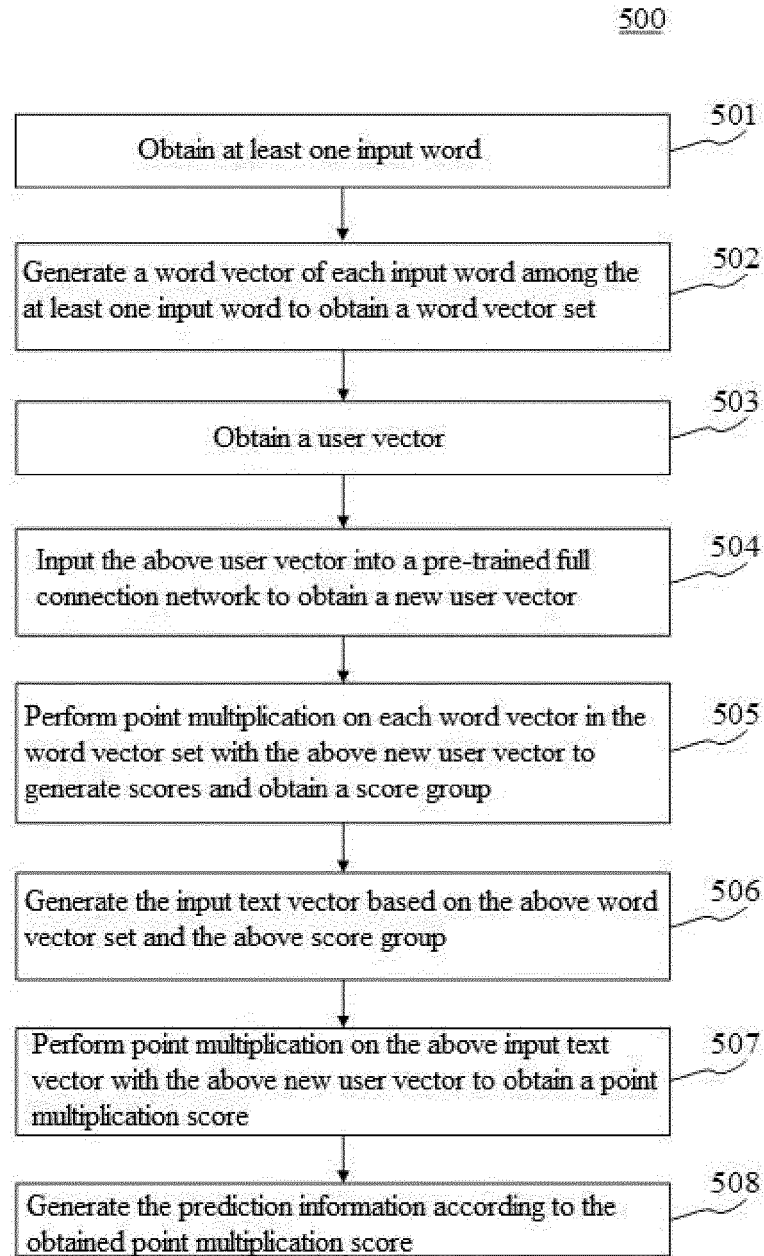 500
501
Obtain at least one input word
502
Generate a word vector of each input word among the
at least one input word to obtain a word vector set
503
Obtain a user vector
504
Input the above user vector into a pre-trained full
connection network to obtain a new user vector
505
Perform point multiplication on each word vector in the
word vector set with the above new user vector to
generate scores and obtain a score group
506
Generate the input text vector based on the above word
vector set and the above score group
507
Perform point multiplication on the above input text
vector with the above new user vector to obtain a point
multiplication score
508
Generate the prediction information according to the
obtained point multiplication score